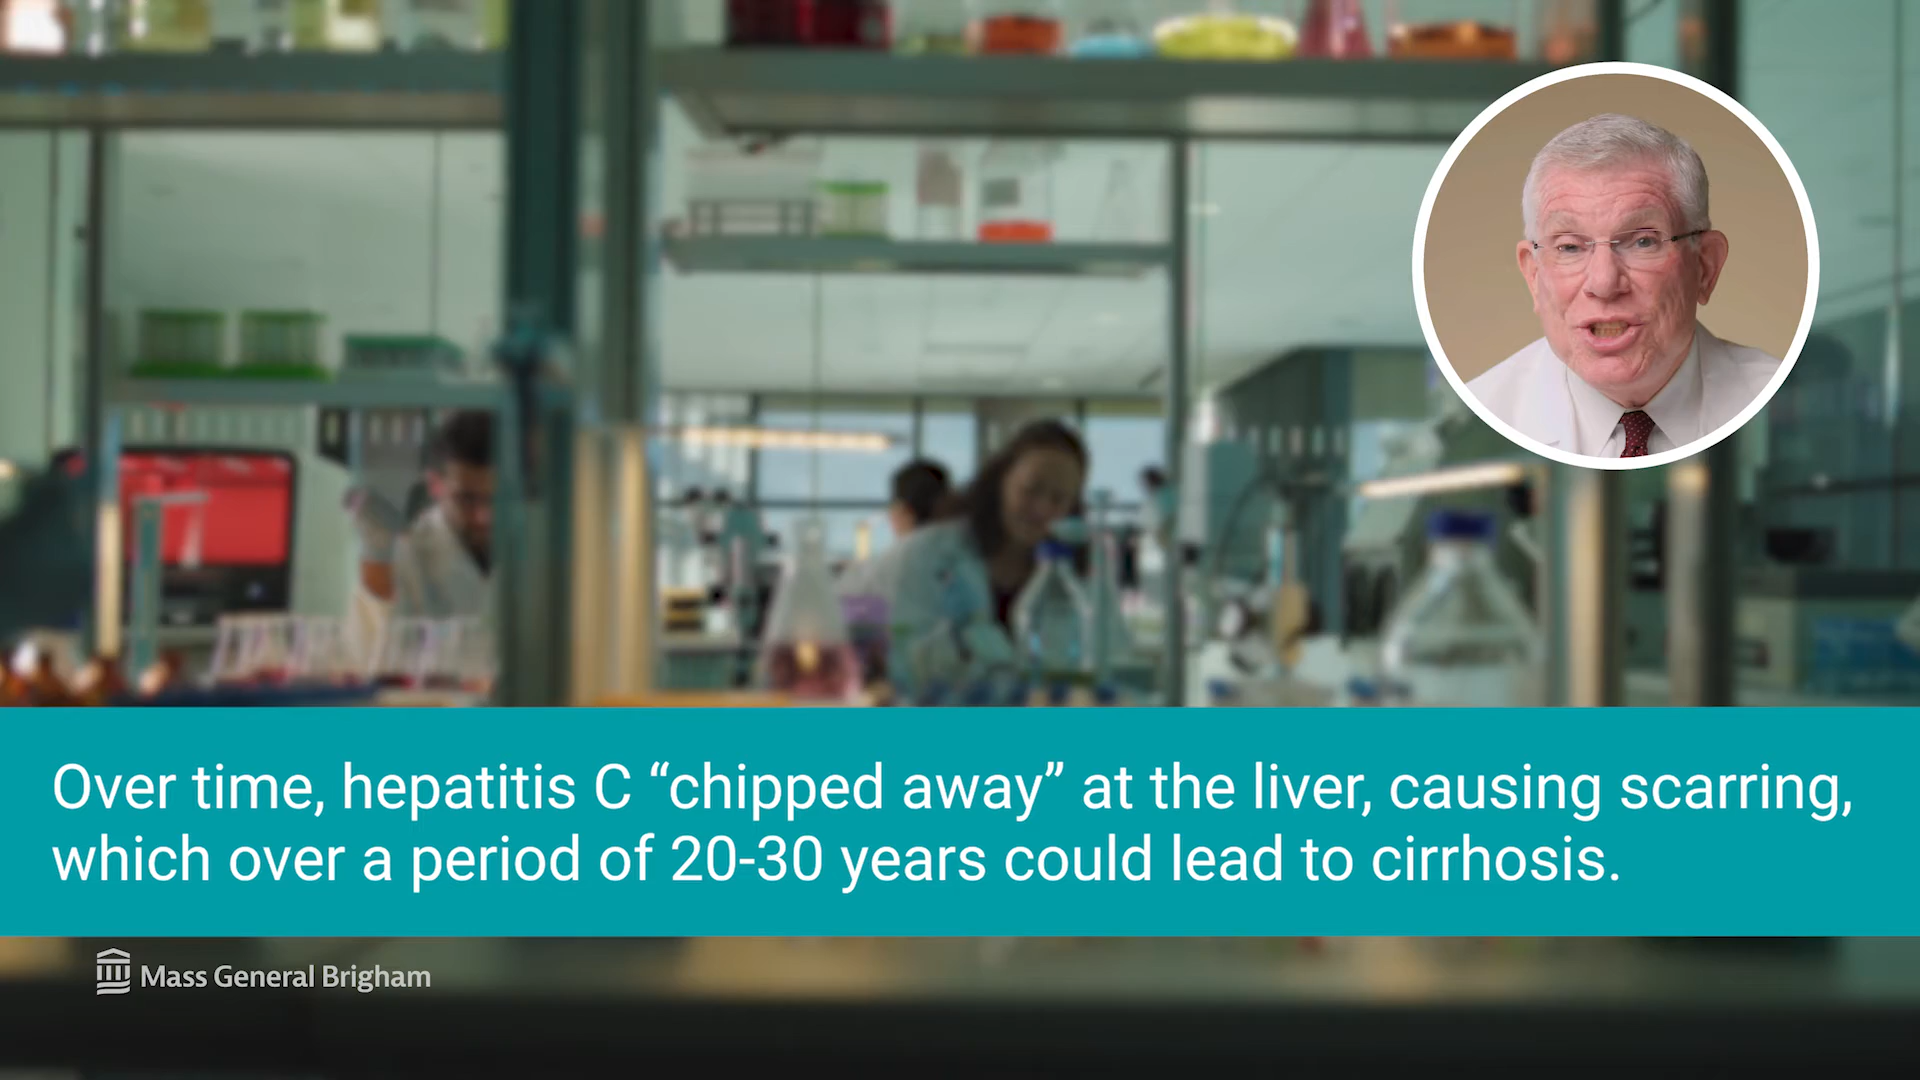 Over time, hepatitis C “chipped away” at the liver, causing scarring,
which over a period of 20-30 years could lead to cirrhosis.
Mass General Brigham